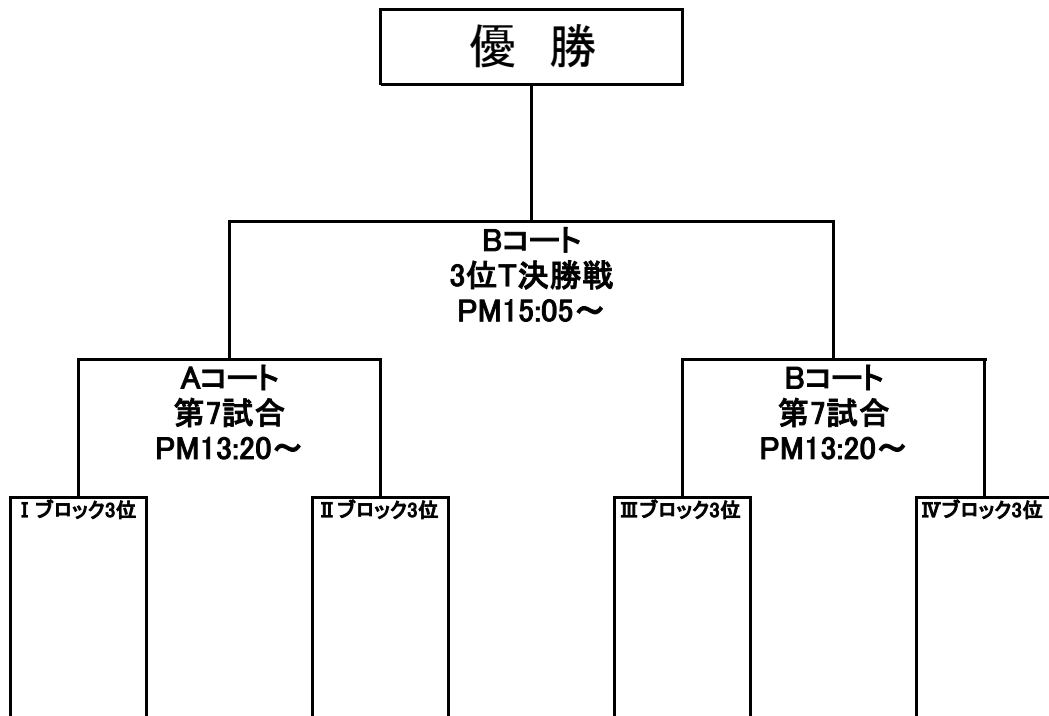 優　勝
Bコート
3位T決勝戦
PM15:05～
Aコート
第7試合
PM13:20～
Bコート
第7試合
PM13:20～
Ⅰブロック3位
Ⅱブロック3位
Ⅲブロック3位
Ⅳブロック3位